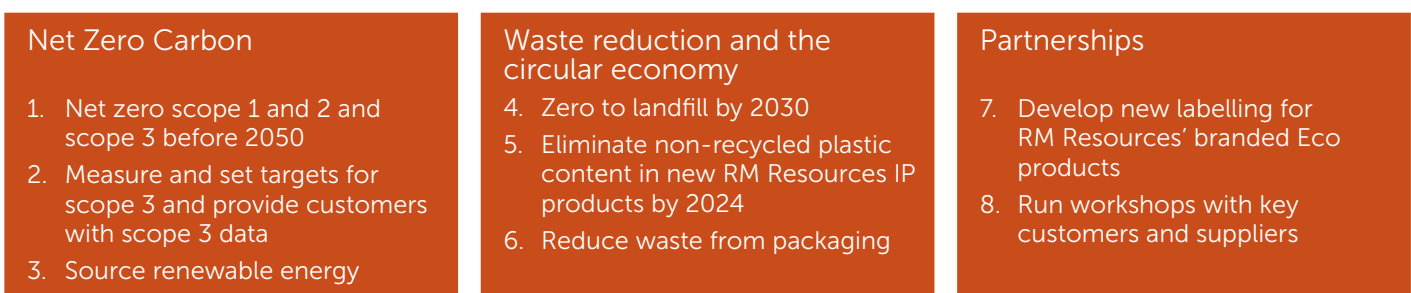 Net Zero Carbon
1. Net zero scope 1 and 2 and
scope 3 before 2050
2. Measure and set targets for
scope 3 and provide customers
with scope 3 data
3. Source renewable energy
Waste reduction and the
circular economy
4. Zero to landfill by 2030
5. Eliminate non-recycled plastic
content in new RM Resources IP
products by 2024
6. Reduce waste from packaging
Partnerships
7. Develop new labelling for
RM Resources’ branded Eco
products
8. Run workshops with key
customers and suppliers